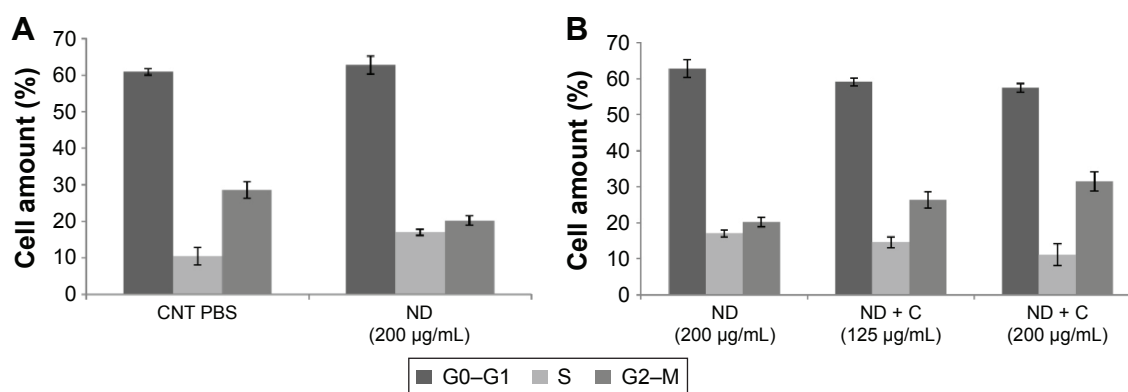 A
Cell amount (%)
70
60
50
40
30
20
10
0
CNT PBS
ND
(200 µg/mL)
B
Cell amount (%)
70
60
50
40
30
20
10
0
ND
(200 µg/mL)
ND + C
(125 µg/mL)
ND + C
(200 µg/mL)
G0–G1 S G2–M